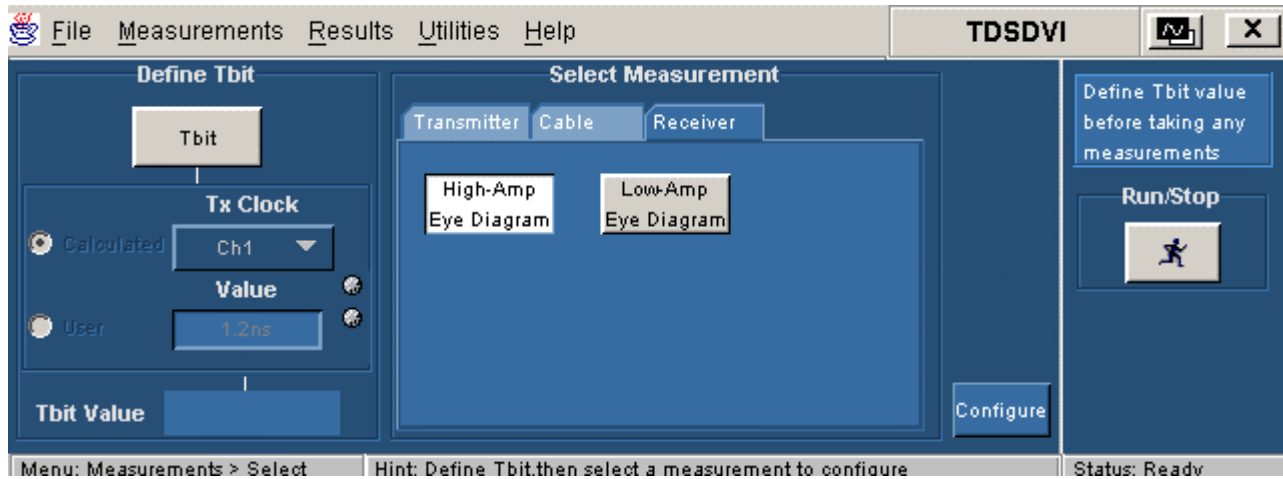 File Measurements Results Utilities Help TDSDVI X
Define Tbit
Tbit
Tx Clock
Calculated
Ch1
Value
User
1.2ns
Tbit Value
Select Measurement
Transmitter Cable Receiver
High-Amp
Eye Diagram
Low-Amp
Eye Diagram
Configure
Define Tbit value
before taking any
measurements
Run/Stop
Menu: Measurements > Select
Hint: Define Tbit,then select a measurement to configure
Status: Ready